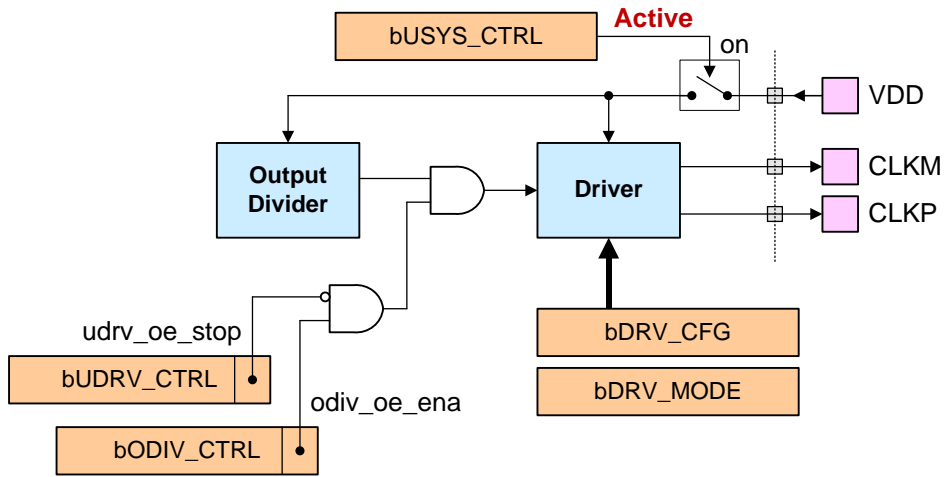 Active
bUSYS_CTRL
on
VDD
Output
Divider
Driver
CLKM
CLKP
udrv_oe_stop
bDRV_CFG
bUDRV_CTRL
bDRV_MODE
odiv_oe_ena
bODIV_CTRL